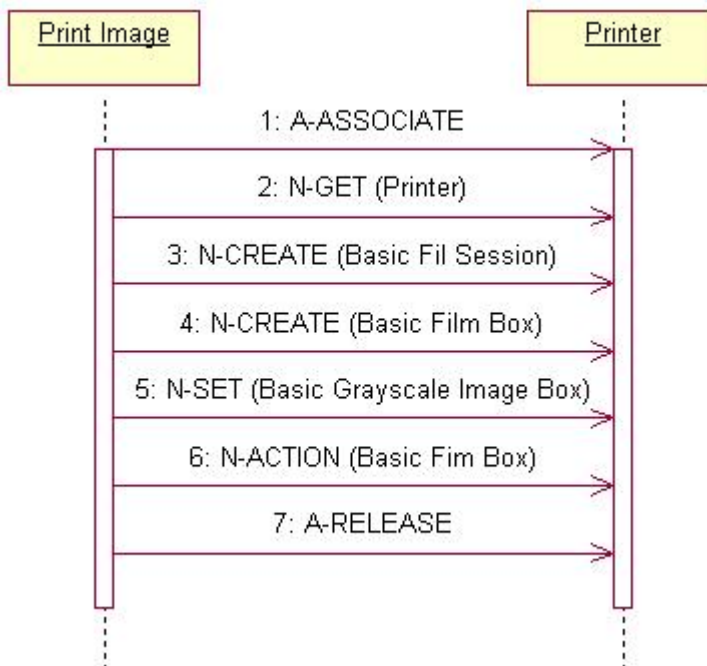 Print Image
Printer
1: A-ASSOCIATE
2: N-GET (Printer)
3: N-CREATE (Basic Fil Session)
4: N-CREATE (Basic Film Box)
5: N-SET (Basic Grayscale Image Box)
6: N-ACTION (Basic Fim Box)
7: A-RELEASE